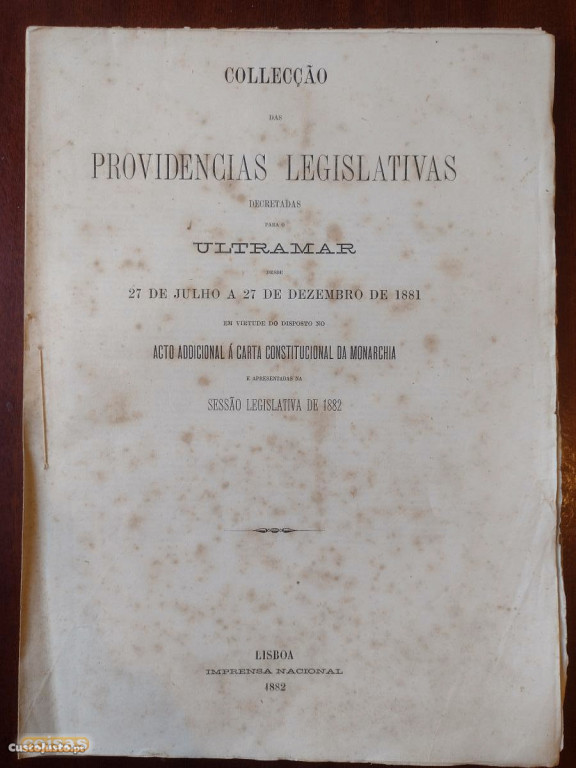 COLLECÇÃO
DAS
PROVIDENCIAS LEGISLATIVAS
DECRETADAS
PARA O
ULTRAMAR
DESDE
27 DE JULHO A 27 DE DEZEMBRO DE 1881
EM VIRTUDE DO DISPOSTO NO
ACTO ADDICIONAL Á CARTA CONSTITUCIONAL DA MONARCHIA
E APRESENTADAS NA
SESSÃO LEGISLATIVA DE 1882
LISBOA
IMPRENSA NACIONAL
1882
coisas
CustoJusto.pt